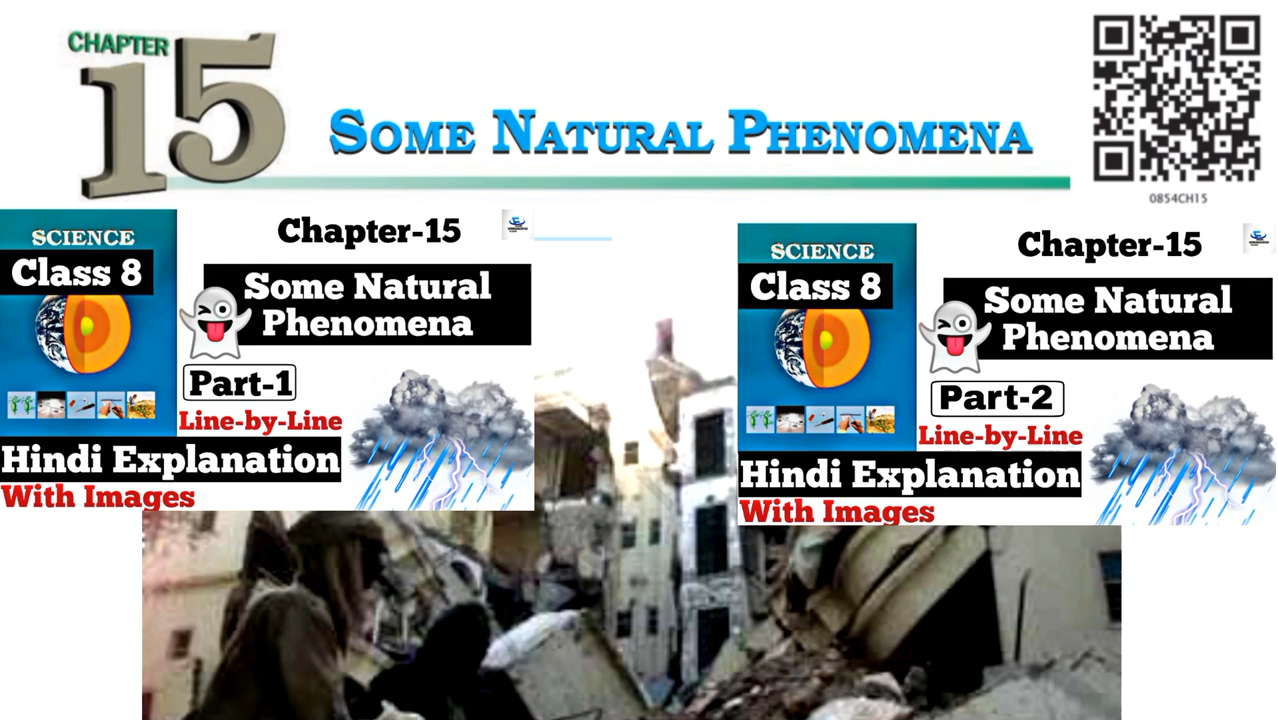 CHAPTER
15
SOME NATURAL PHENOMENA
0854CH15
SCIENCE
Class 8
Chapter-15
Some Natural
Phenomena
Part-1
Line-by-Line
Hindi Explanation
With Images
SCIENCE
Class 8
Chapter-15
Some Natural
Phenomena
Part-2
Line-by-Line
Hindi Explanation
With Images